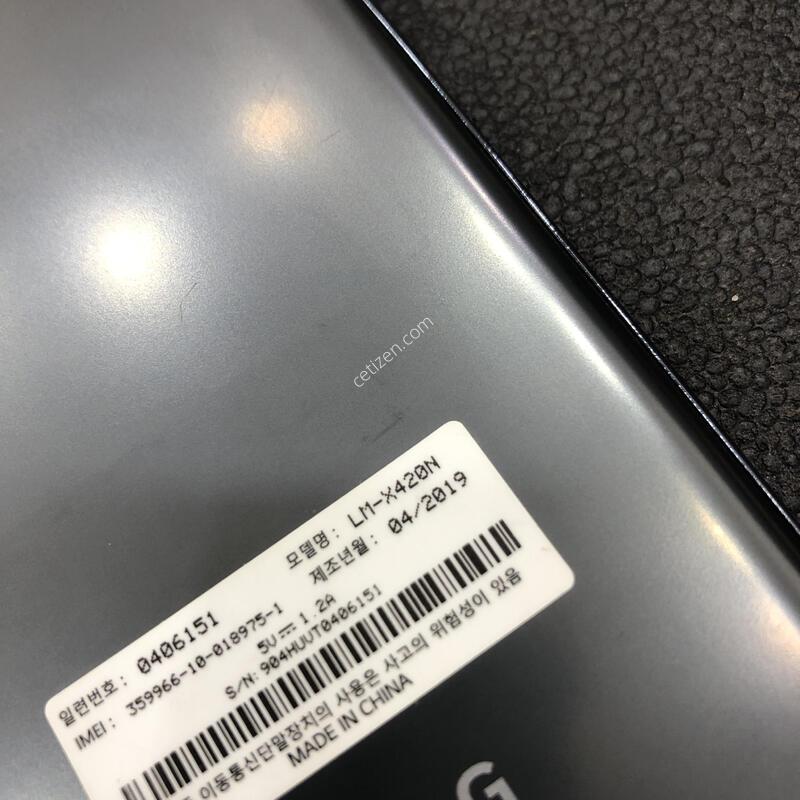 cetizen.com
모델명: LM-X420N
제조년월: 04/2019
일련번호: 0406151
IMEI: 359966-10-018975-1
5V 1.2A
S/N: 904HUVT0406151
이동통신단말장치의 사용은 사고의 위험성이 있음
MADE IN CHINA
G